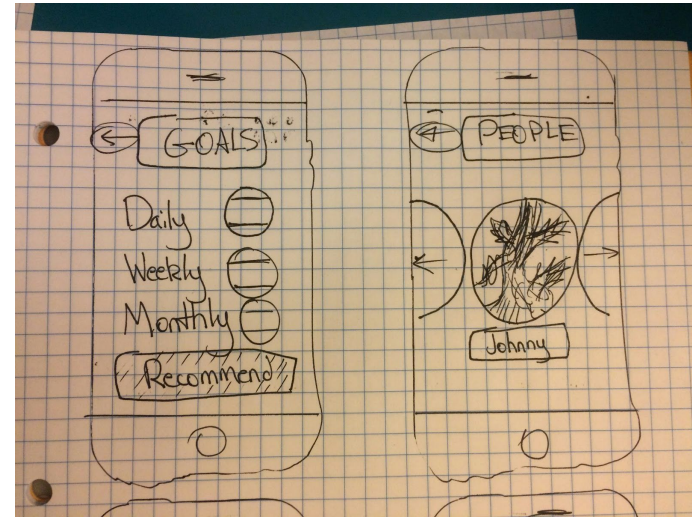 GOALS
Daily
Weekly
Monthly
Recommend
PEOPLE
Johnny